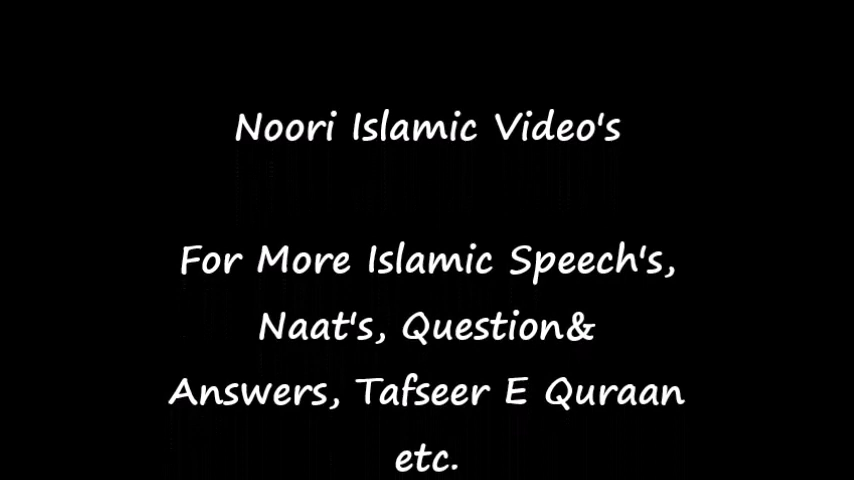 Noori Islamic Video's
For More Islamic Speech's,
Naat's, Question&
Answers, Tafseer E Quraan
etc.